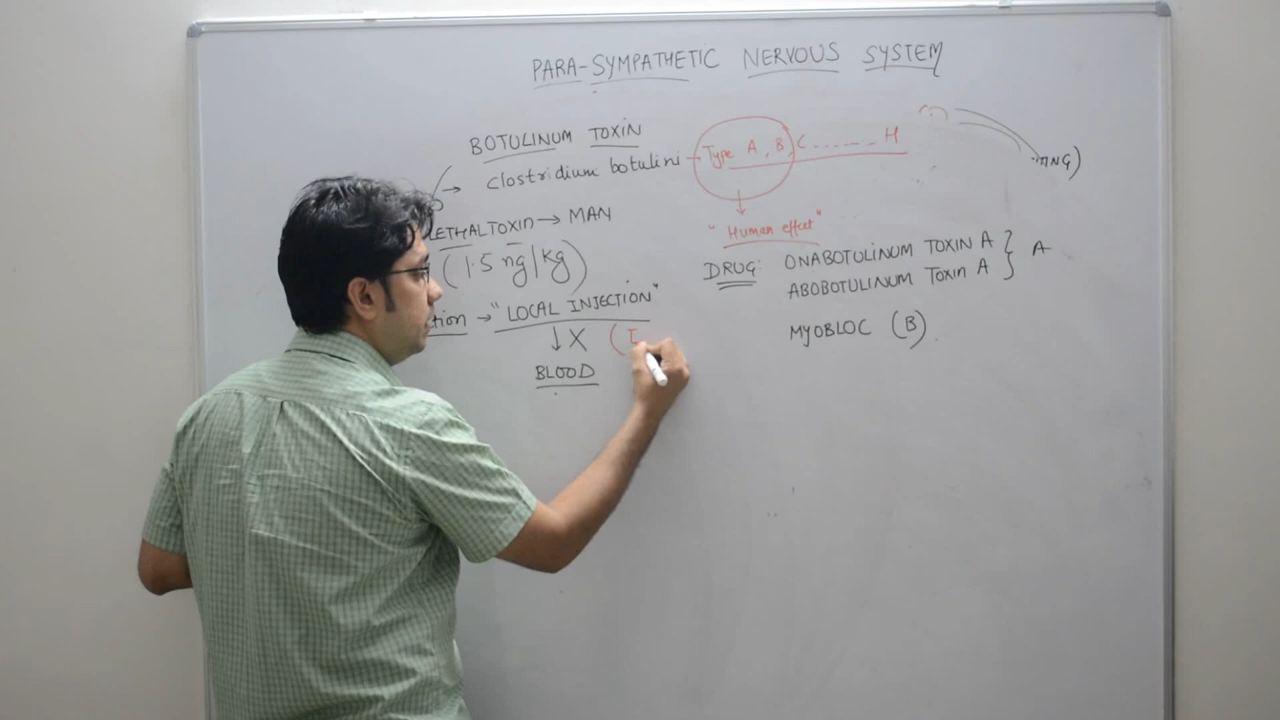 PARA-SYMPATHETIC NERVOUS SYSTEM
BOTULINUM TOXIN
→ Clostridium botulini — Type A, B, C ------ H
LETHAL TOXIN → MAN
(1.5 ng/kg)
→ "LOCAL INJECTION"
↓ X (
BLOOD
↓
"Human effect"
DRUG: ONABOTULINUM TOXIN A
ABOBOTULINUM TOXIN A } A
MYOBLOC (B).